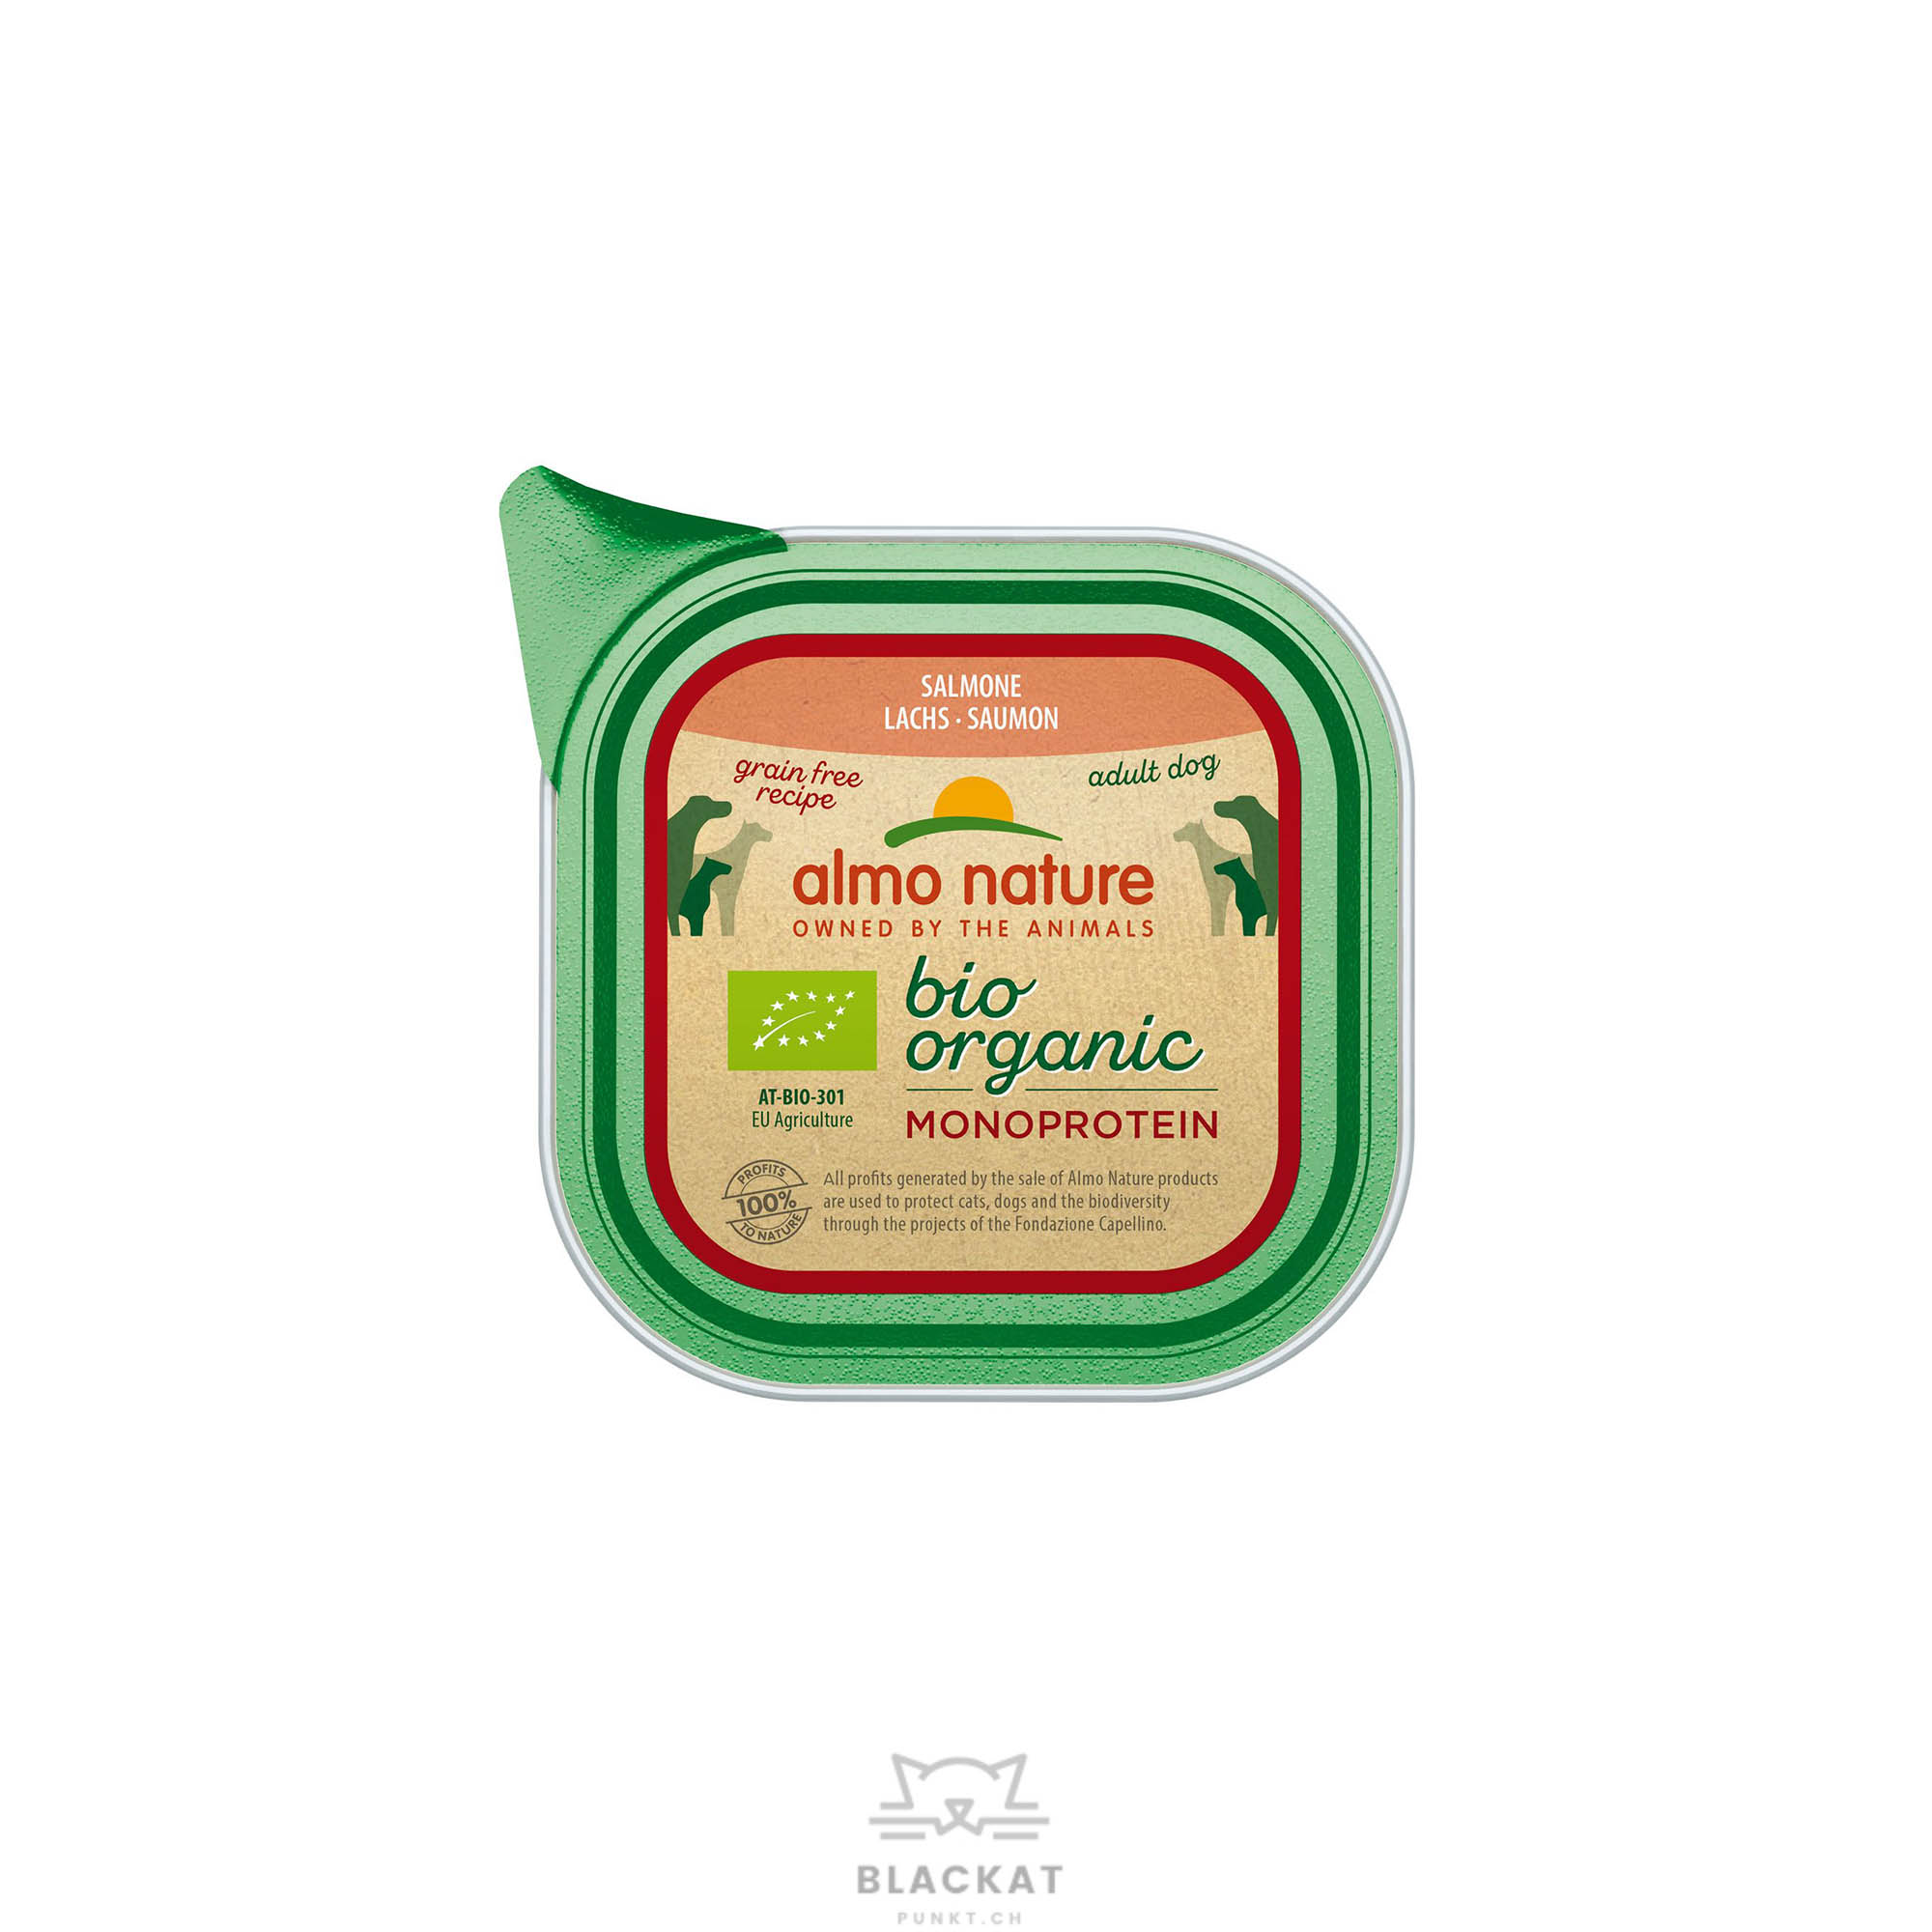 SALMONE
LACHS · SAUMON
grain free
recipe
adult dog
almo nature
OWNED BY THE ANIMALS
bio
organic
MONOPROTEIN
AT-BIO-301
EU Agriculture
PROFITS
100%
TO NATURE
All profits generated by the sale of Almo Nature products
are used to protect cats, dogs and the biodiversity
through the projects of the Fondazione Capellino.
BLACKAT
PUNKT.CH